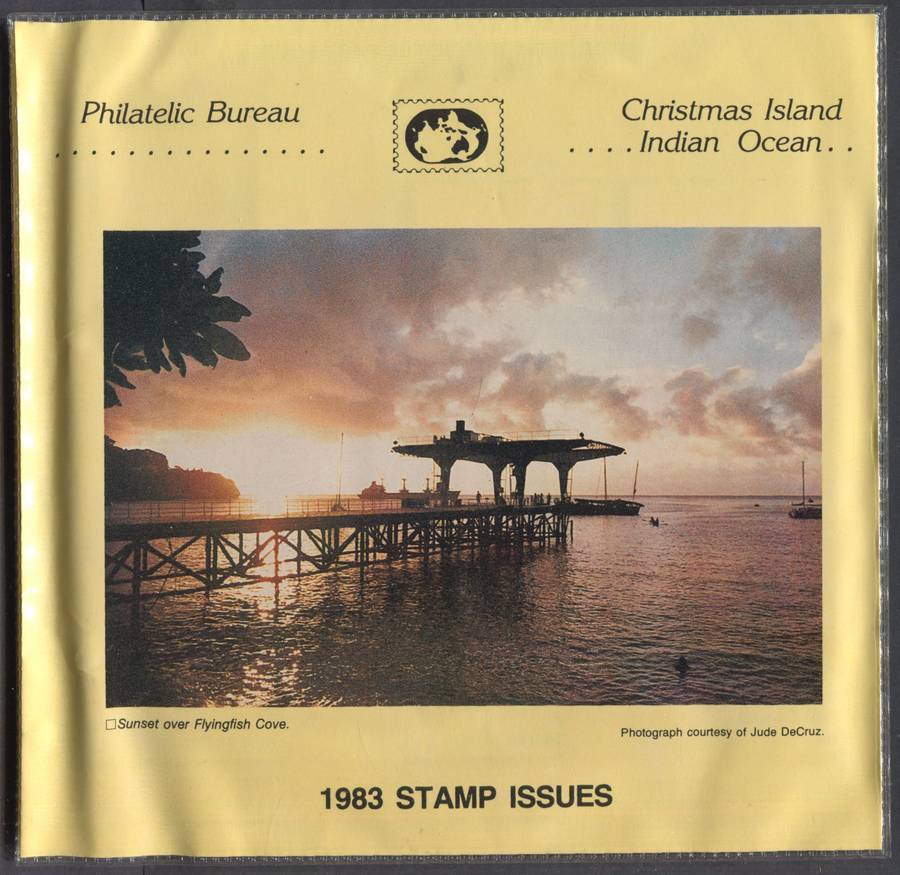 Philatelic Bureau
. . . . . . . . . . . . . . .
Christmas Island
. . . . Indian Ocean . .
☐Sunset over Flyingfish Cove.
Photograph courtesy of Jude DeCruz.
1983 STAMP ISSUES